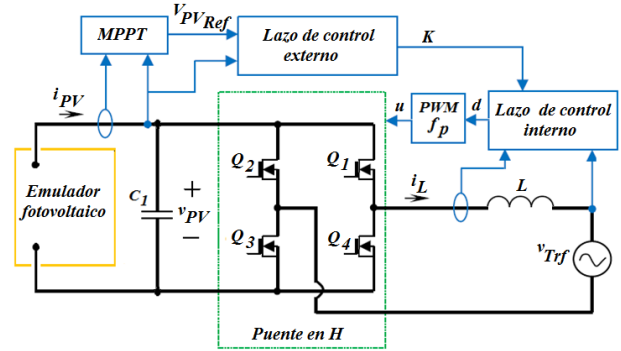 MPPT
V_PV_Ref
Lazo de control
externo
K
i_PV
u
PWM
f_p
d
Lazo de control
interno
Emulador
fotovoltaico
C_1
+
v_PV
−
Q_2
Q_1
Q_3
Q_4
i_L
L
v_Trf
Puente en H